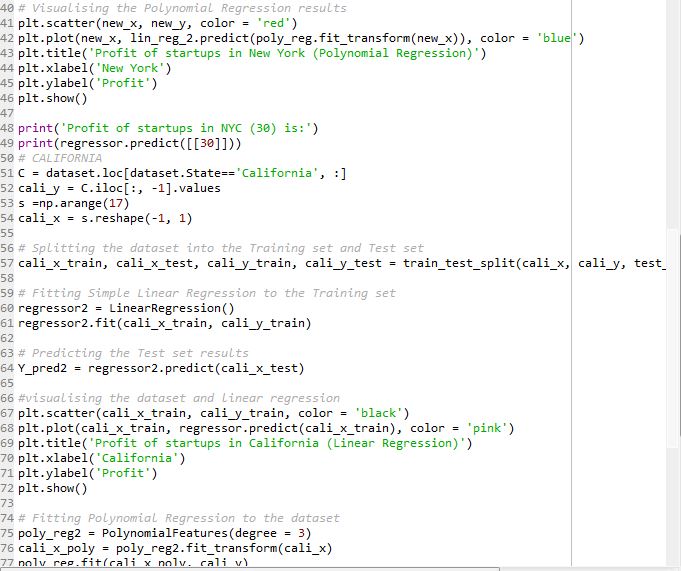 40 # Visualising the Polynomial Regression results
41 plt.scatter(new_x, new_y, color = 'red')
42 plt.plot(new_x, lin_reg_2.predict(poly_reg.fit_transform(new_x)), color = 'blue')
43 plt.title('Profit of startups in New York (Polynomial Regression)')
44 plt.xlabel('New York')
45 plt.ylabel('Profit')
46 plt.show()
47
48 print('Profit of startups in NYC (30) is:')
49 print(regressor.predict([[30]]))
50 # CALIFORNIA
51 C = dataset.loc[dataset.State=='California', :]
52 cali_y = C.iloc[:, -1].values
53 s =np.arange(17)
54 cali_x = s.reshape(-1, 1)
55
56 # Splitting the dataset into the Training set and Test set
57 cali_x_train, cali_x_test, cali_y_train, cali_y_test = train_test_split(cali_x, cali_y, test_
58
59 # Fitting Simple Linear Regression to the Training set
60 regressor2 = LinearRegression()
61 regressor2.fit(cali_x_train, cali_y_train)
62
63 # Predicting the Test set results
64 Y_pred2 = regressor2.predict(cali_x_test)
65
66 #visualising the dataset and linear regression
67 plt.scatter(cali_x_train, cali_y_train, color = 'black')
68 plt.plot(cali_x_train, regressor.predict(cali_x_train), color = 'pink')
69 plt.title('Profit of startups in California (Linear Regression)')
70 plt.xlabel('California')
71 plt.ylabel('Profit')
72 plt.show()
73
74 # Fitting Polynomial Regression to the dataset
75 poly_reg2 = PolynomialFeatures(degree = 3)
76 cali_x_poly = poly_reg2.fit_transform(cali_x)
77 poly_reg.fit(cali_x_poly, cali_y)